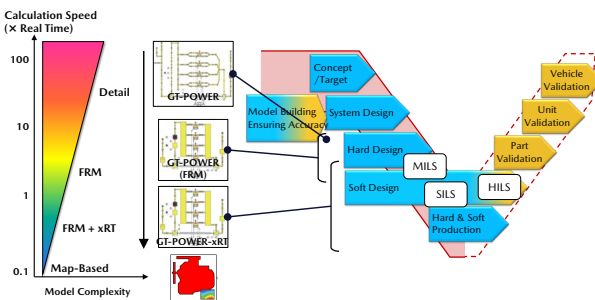 Calculation Speed
(× Real Time)
100
10
1
0.1
Detail
FRM
FRM + xRT
Map-Based
Model Complexity
GT-POWER
GT-POWER
(FRM)
GT-POWER-xRT
Concept
/Target
Model Building
Ensuring Accuracy
System Design
Hard Design
Soft Design
MILS
SILS
HILS
Hard & Soft
Production
Vehicle
Validation
Unit
Validation
Part
Validation